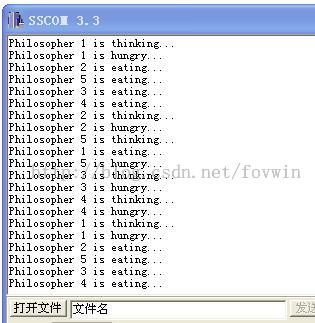 SSCOM 3.3
Philosopher 1 is thinking...
Philosopher 1 is hungry...
Philosopher 2 is eating...
Philosopher 5 is eating...
Philosopher 3 is eating...
Philosopher 4 is eating...
Philosopher 2 is thinking...
Philosopher 2 is hungry...
Philosopher 5 is thinking...
Philosopher 1 is eating...
Philosopher 5 is hungry...
Philosopher 3 is thinking...
Philosopher 3 is hungry...
Philosopher 4 is thinking...
Philosopher 4 is hungry...
Philosopher 1 is thinking...
Philosopher 1 is hungry...
Philosopher 2 is eating...
Philosopher 5 is eating...
Philosopher 3 is eating...
Philosopher 4 is eating...
http://blog.csdn.net/fovwin
打开文件 文件名 发送